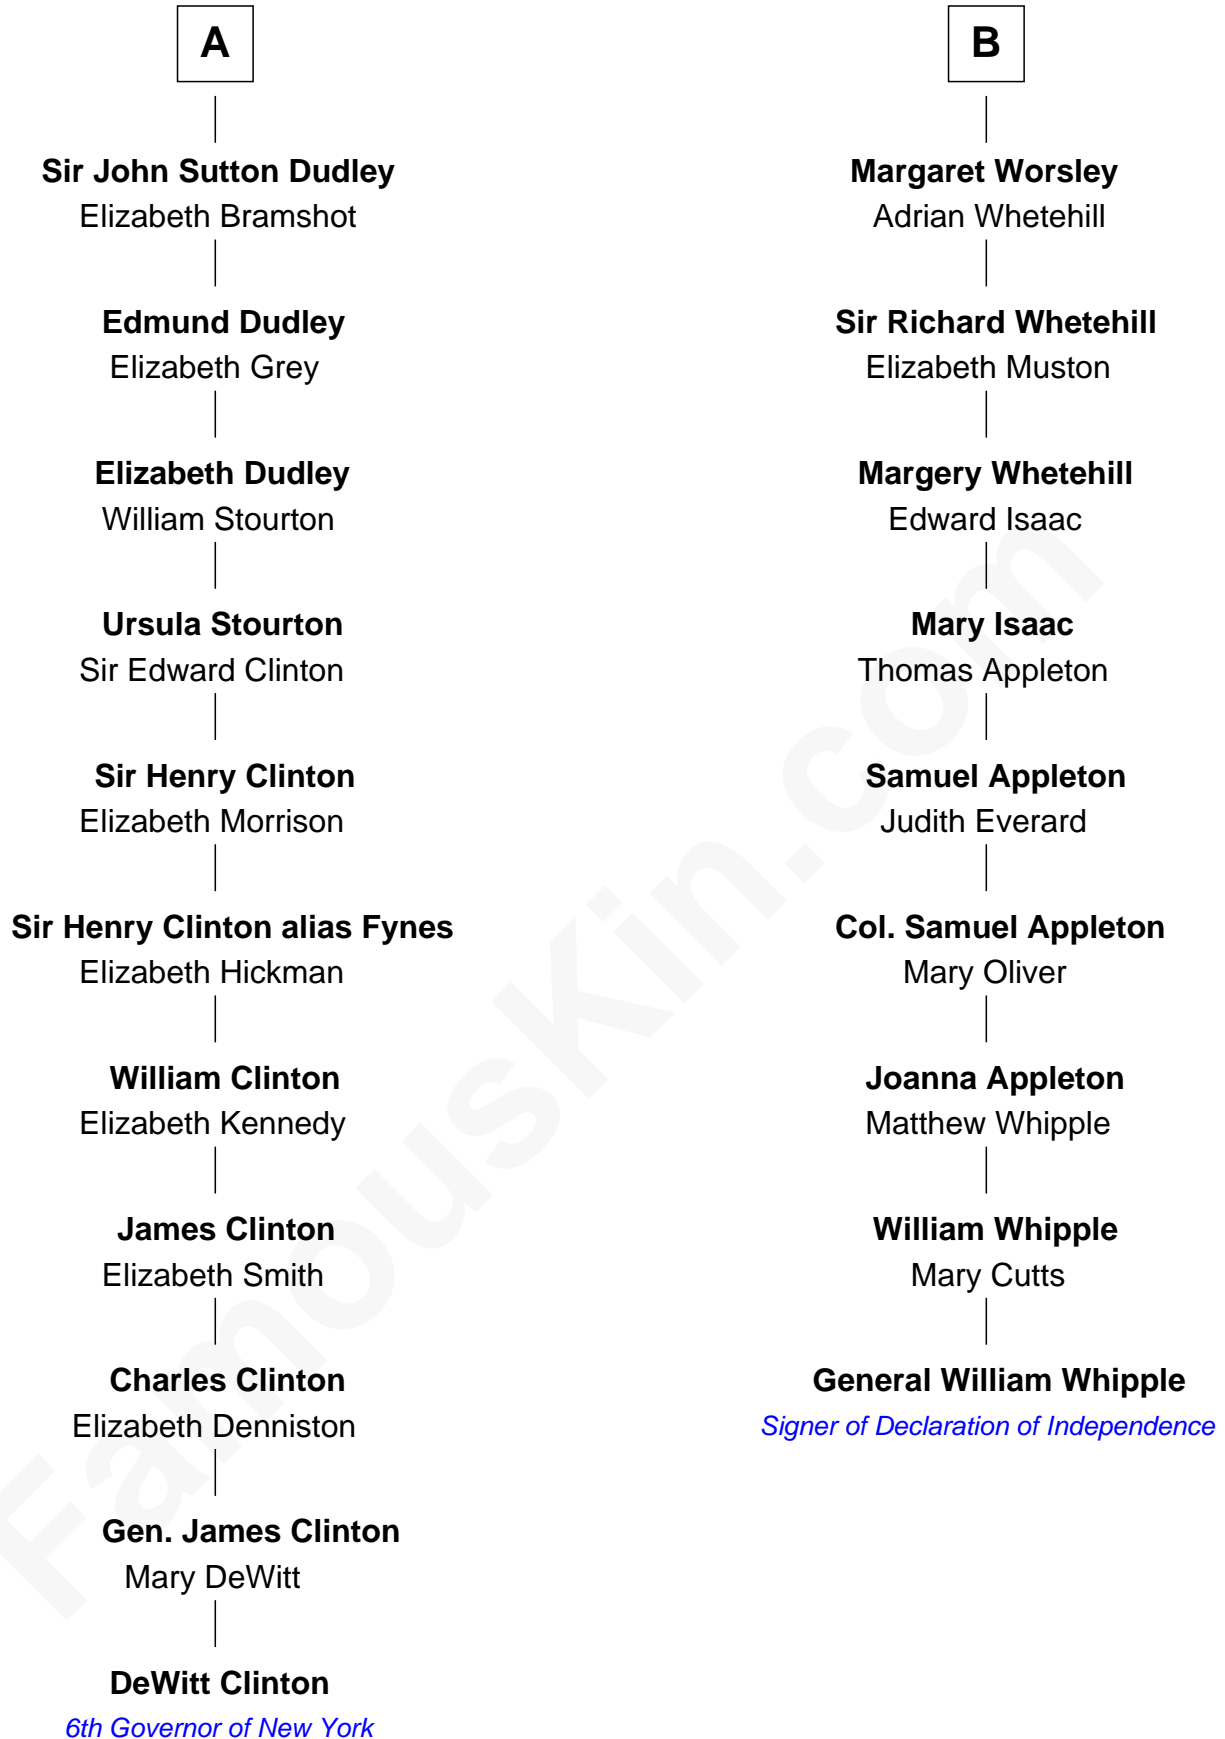 A
Sir John Sutton Dudley
Elizabeth Bramshot
Edmund Dudley
Elizabeth Grey
Elizabeth Dudley
William Stourton
Ursula Stourton
Sir Edward Clinton
Sir Henry Clinton
Elizabeth Morrison
Sir Henry Clinton alias Fynes
Elizabeth Hickman
William Clinton
Elizabeth Kennedy
James Clinton
Elizabeth Smith
Charles Clinton
Elizabeth Denniston
Gen. James Clinton
Mary DeWitt
DeWitt Clinton
6th Governor of New York
B
Margaret Worsley
Adrian Whetehill
Sir Richard Whetehill
Elizabeth Muston
Margery Whetehill
Edward Isaac
Mary Isaac
Thomas Appleton
Samuel Appleton
Judith Everard
Col. Samuel Appleton
Mary Oliver
Joanna Appleton
Matthew Whipple
William Whipple
Mary Cutts
General William Whipple
Signer of Declaration of Independence
FamousKin.com